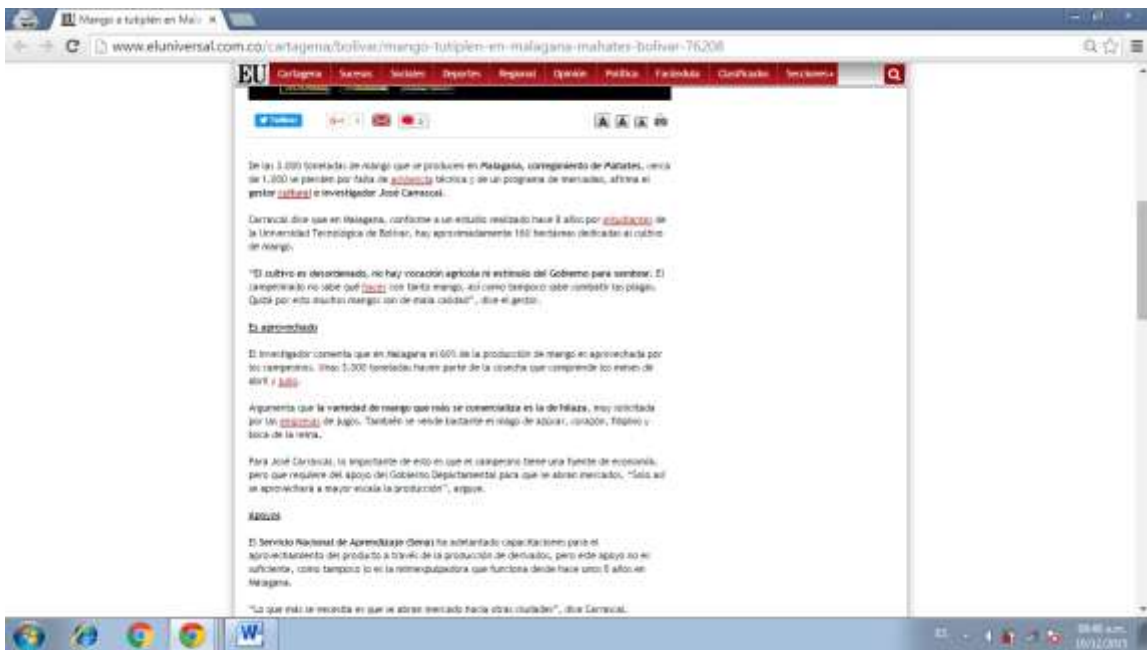 Mango a tutiplén en Mala
www.eluniversal.com.co/cartagena/bolivar/mango-tutiplen-en-malagana-mahates-bolivar-76208
EU Cartagena Sucesos Sociales Deportes Regional Opinión Política Farándula Clasificados Secciones
Twittear
A A A
De las 5.000 toneladas de mango que se producen en Malagana, corregimiento de Mahates, cerca
de 1.800 se pierden por falta de técnica y de un programa de mercadeo, afirma el
gestor cultural e investigador José Carrascal.
Carrascal dice que en Malagana, conforme a un estudio realizado hace 8 años por estudiantes de
la Universidad Tecnológica de Bolívar, hay aproximadamente 160 hectáreas dedicadas al cultivo
de mango.
"El cultivo es desordenado, no hay vocación agrícola ni estímulo del Gobierno para sembrar. El
campesinado no sabe qué hacer con tanto mango, así como tampoco sabe combatir las plagas.
Quizá por esto muchos mangos son de mala calidad", dice el gestor.
Es aprovechado
El investigador comenta que en Malagana el 60% de la producción de mango es aprovechada por
los campesinos. Unas 5.000 toneladas hacen parte de la cosecha que comprende los meses de
abril y julio.
Argumenta que la variedad de mango que más se comercializa es la de hilaza, muy solicitada
por las empresas de jugos. También se vende bastante el mago de azúcar, corazón, filipino y
boca de la reina.
Para José Carrascal, lo importante de esto es que el campesino tiene una fuente de economía,
pero que requiere del apoyo del Gobierno Departamental para que se abran mercados. "Solo así
se aprovechará a mayor escala la producción", arguye.
Apoyos
El Servicio Nacional de Aprendizaje (Sena) ha adelantado capacitaciones para el
aprovechamiento del producto a través de la producción de derivados, pero este apoyo no es
suficiente, como tampoco lo es la que funciona desde hace unos 8 años en
Malagana.
"Lo que más se necesita es que se abran mercado hacia otras ciudades", dice Carrascal.
ES